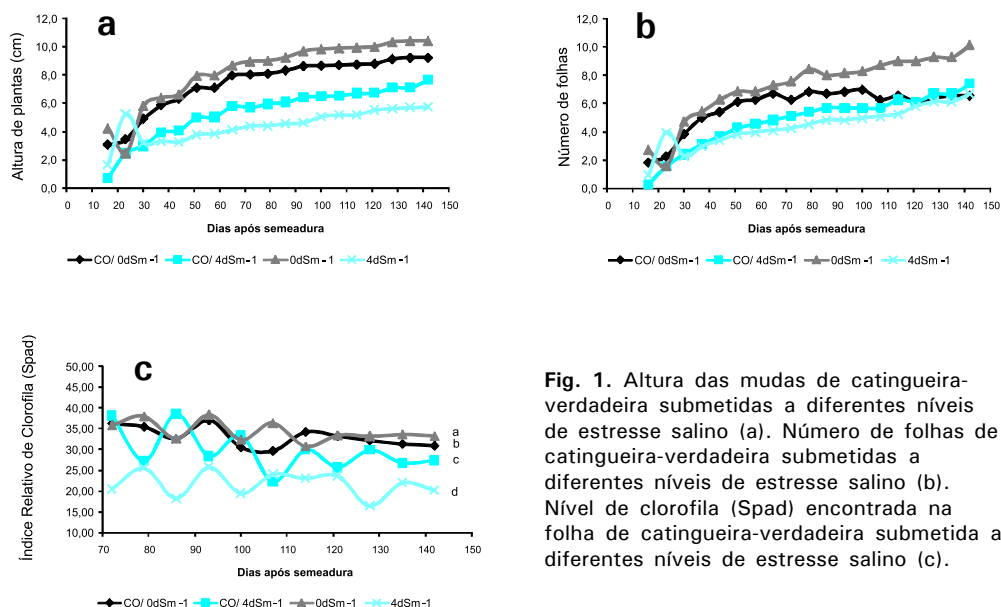 a
Altura de plantas (cm)
12,0
10,0
8,0
6,0
4,0
2,0
0,0
0 10 20 30 40 50 60 70 80 90 100 110 120 130 140 150
Dias após semeadura
CO/ 0dSm-1 CO/ 4dSm-1 0dSm-1 4dSm-1
b
Número de folhas
12,0
10,0
8,0
6,0
4,0
2,0
0,0
0 10 20 30 40 50 60 70 80 90 100 110 120 130 140 150
Dias após semeadura
CO/ 0dSm-1 CO/ 4dSm-1 0dSm-1 4dSm-1
c
Índice Relativo de Clorofila (Spad)
50,00
45,00
40,00
35,00
30,00
25,00
20,00
15,00
10,00
a
b
c
d
70 80 90 100 110 120 130 140 150
Dias após semeadura
CO/ 0dSm-1 CO/ 4dSm-1 0dSm-1 4dSm-1
Fig. 1. Altura das mudas de catingueira-
verdadeira submetidas a diferentes níveis
de estresse salino (a). Número de folhas de
catingueira-verdadeira submetidas a
diferentes níveis de estresse salino (b).
Nível de clorofila (Spad) encontrada na
folha de catingueira-verdadeira submetida a
diferentes níveis de estresse salino (c).